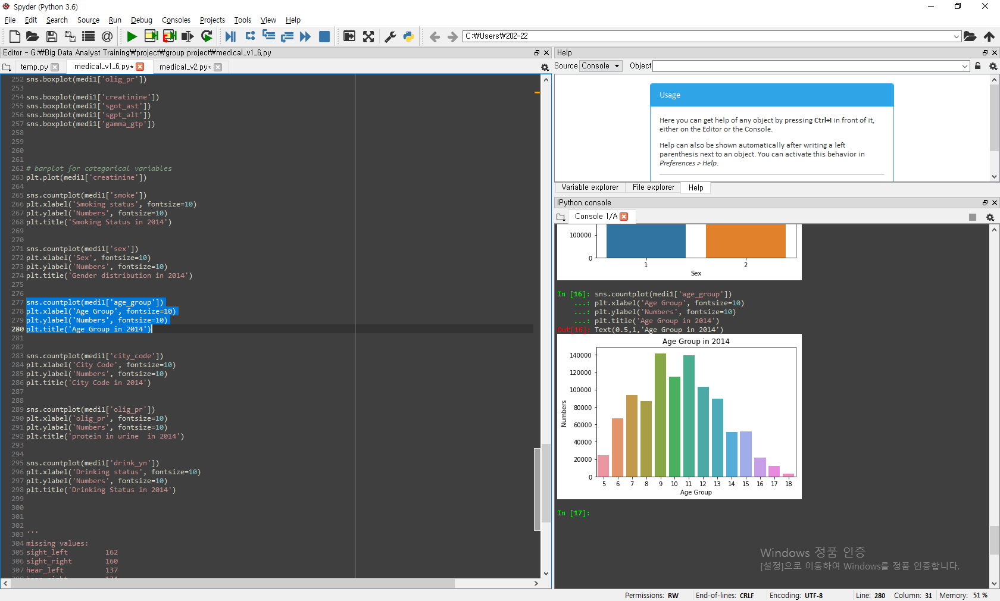 Spyder (Python 3.6)
File Edit Search Source Run Debug Consoles Projects Tools View Help
C:₩Users₩202-22
Editor - G:₩Big Data Analyst Training₩project₩group project₩medical_v1_6.py
temp.py medical_v1_6.py* medical_v2.py*
252 sns.boxplot(medi1['olig_pr'])
253
254 sns.boxplot(medi1['creatinine'])
255 sns.boxplot(medi1['sgot_ast'])
256 sns.boxplot(medi1['sgpt_alt'])
257 sns.boxplot(medi1['gamma_gtp'])
258
259
260
261
262 # barplot for categorical variables
263 plt.plot(medi1['creatinine'])
264
265 sns.countplot(medi1['smoke'])
266 plt.xlabel('Smoking status', fontsize=10)
267 plt.ylabel('Numbers', fontsize=10)
268 plt.title('Smoking Status in 2014')
269
270
271 sns.countplot(medi1['sex'])
272 plt.xlabel('Sex', fontsize=10)
273 plt.ylabel('Numbers', fontsize=10)
274 plt.title('Gender distribution in 2014')
275
276
277 sns.countplot(medi1['age_group'])
278 plt.xlabel('Age Group', fontsize=10)
279 plt.ylabel('Numbers', fontsize=10)
280 plt.title('Age Group in 2014')
281
282
283 sns.countplot(medi1['city_code'])
284 plt.xlabel('City Code', fontsize=10)
285 plt.ylabel('Numbers', fontsize=10)
286 plt.title('City Code in 2014')
287
288
289 sns.countplot(medi1['olig_pr'])
290 plt.xlabel('olig_pr', fontsize=10)
291 plt.ylabel('Numbers', fontsize=10)
292 plt.title('protein in urine  in 2014')
293
294
295 sns.countplot(medi1['drink_yn'])
296 plt.xlabel('Drinking status', fontsize=10)
297 plt.ylabel('Numbers', fontsize=10)
298 plt.title('Drinking Status in 2014')
299
300
301
302
303 '''
304 missing values:
305 sight_left 162
306 sight_right 160
307 hear_left 137
Help
Source Console Object
Usage
Here you can get help of any object by pressing Ctrl+I in front of it,
either on the Editor or the Console.
Help can also be shown automatically after writing a left
parenthesis next to an object. You can activate this behavior in
Preferences > Help.
Variable explorer File explorer Help
IPython console
Console 1/A
100000
0
1 2
Sex
In [16]: sns.countplot(medi1['age_group'])
...: plt.xlabel('Age Group', fontsize=10)
...: plt.ylabel('Numbers', fontsize=10)
...: plt.title('Age Group in 2014')
Out[16]: Text(0.5,1,'Age Group in 2014')
Age Group in 2014
140000
120000
100000
80000
60000
40000
20000
0
Numbers
5 6 7 8 9 10 11 12 13 14 15 16 17 18
Age Group
In [17]:
Windows 정품 인증
[설정]으로 이동하여 Windows를 정품 인증합니다.
Permissions: RW End-of-lines: CRLF Encoding: UTF-8 Line: 280 Column: 31 Memory: 51 %